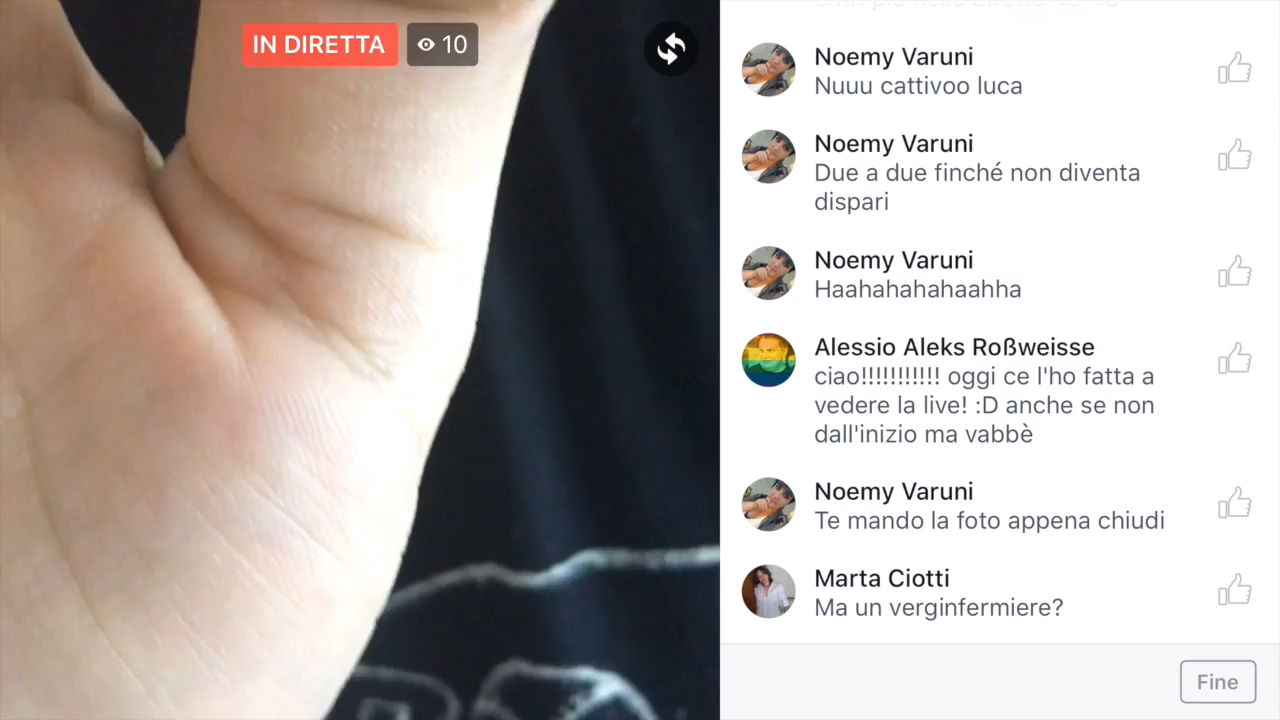 IN DIRETTA
10
Noemy Varuni
Nuuu cattivoo luca
Noemy Varuni
Due a due finché non diventa
dispari
Noemy Varuni
Haahahahahaahha
Alessio Aleks Roßweisse
ciao!!!!!!!!!!! oggi ce l'ho fatta a
vedere la live! :D anche se non
dall'inizio ma vabbè
Noemy Varuni
Te mando la foto appena chiudi
Marta Ciotti
Ma un verginfermiere?
Fine